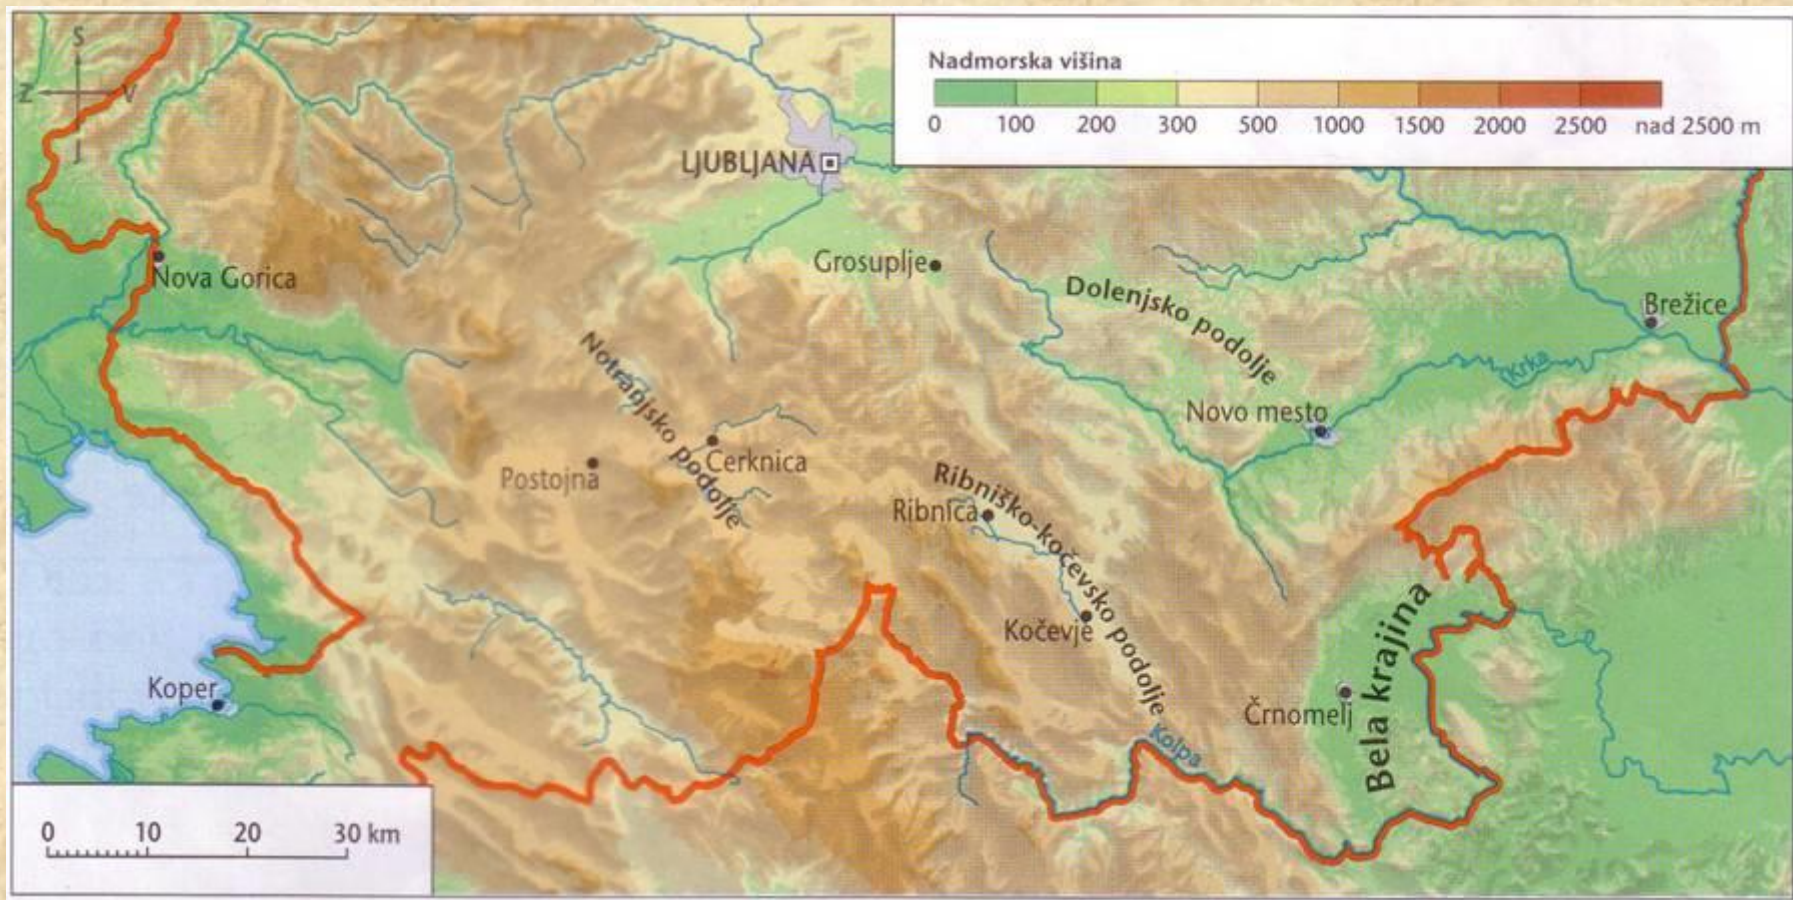 S
Z V
J
Nadmorska višina
0 100 200 300 500 1000 1500 2000 2500 nad 2500 m
LJUBLJANA
Grosuplje
Nova Gorica
Dolenjsko podolje
Brežice
Krka
Notranjsko podolje
Novo mesto
Cerknica
Postojna
Ribniško-kočevsko podolje
Ribnica
Kočevje
Bela krajina
Koper
Črnomelj
Kolpa
0 10 20 30 km